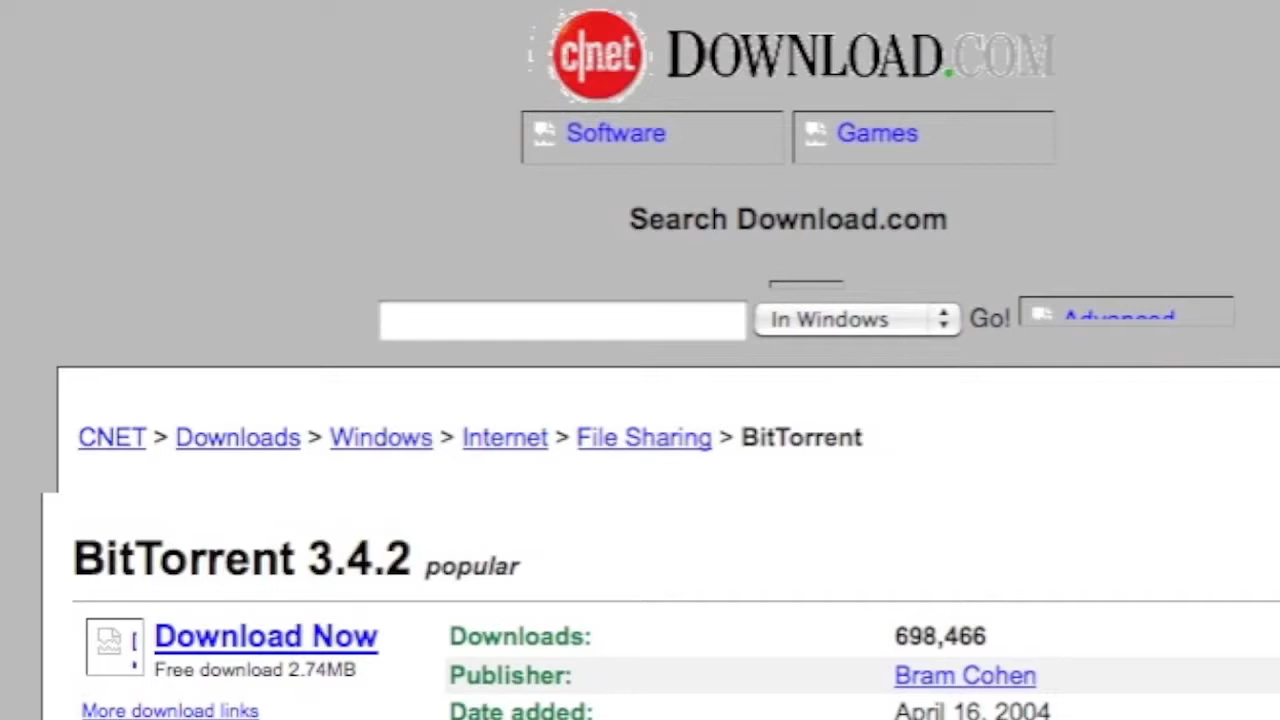 c|net DOWNLOAD.COM
Software Games
Search Download.com
In Windows Go! Advanced
CNET > Downloads > Windows > Internet > File Sharing > BitTorrent
BitTorrent 3.4.2 popular
Download Now Downloads: 698,466
Free download 2.74MB Publisher: Bram Cohen
More download links Date added: April 16, 2004